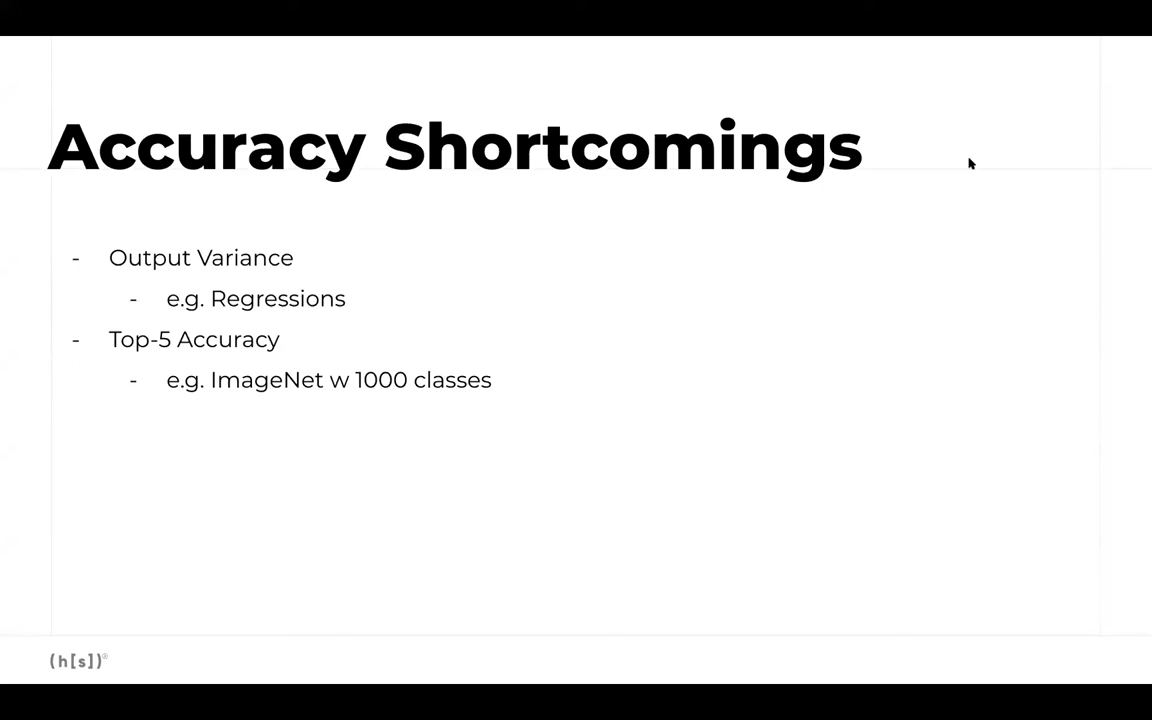 Accuracy Shortcomings
- Output Variance
- e.g. Regressions
- Top-5 Accuracy
- e.g. ImageNet w 1000 classes
(h[s])®